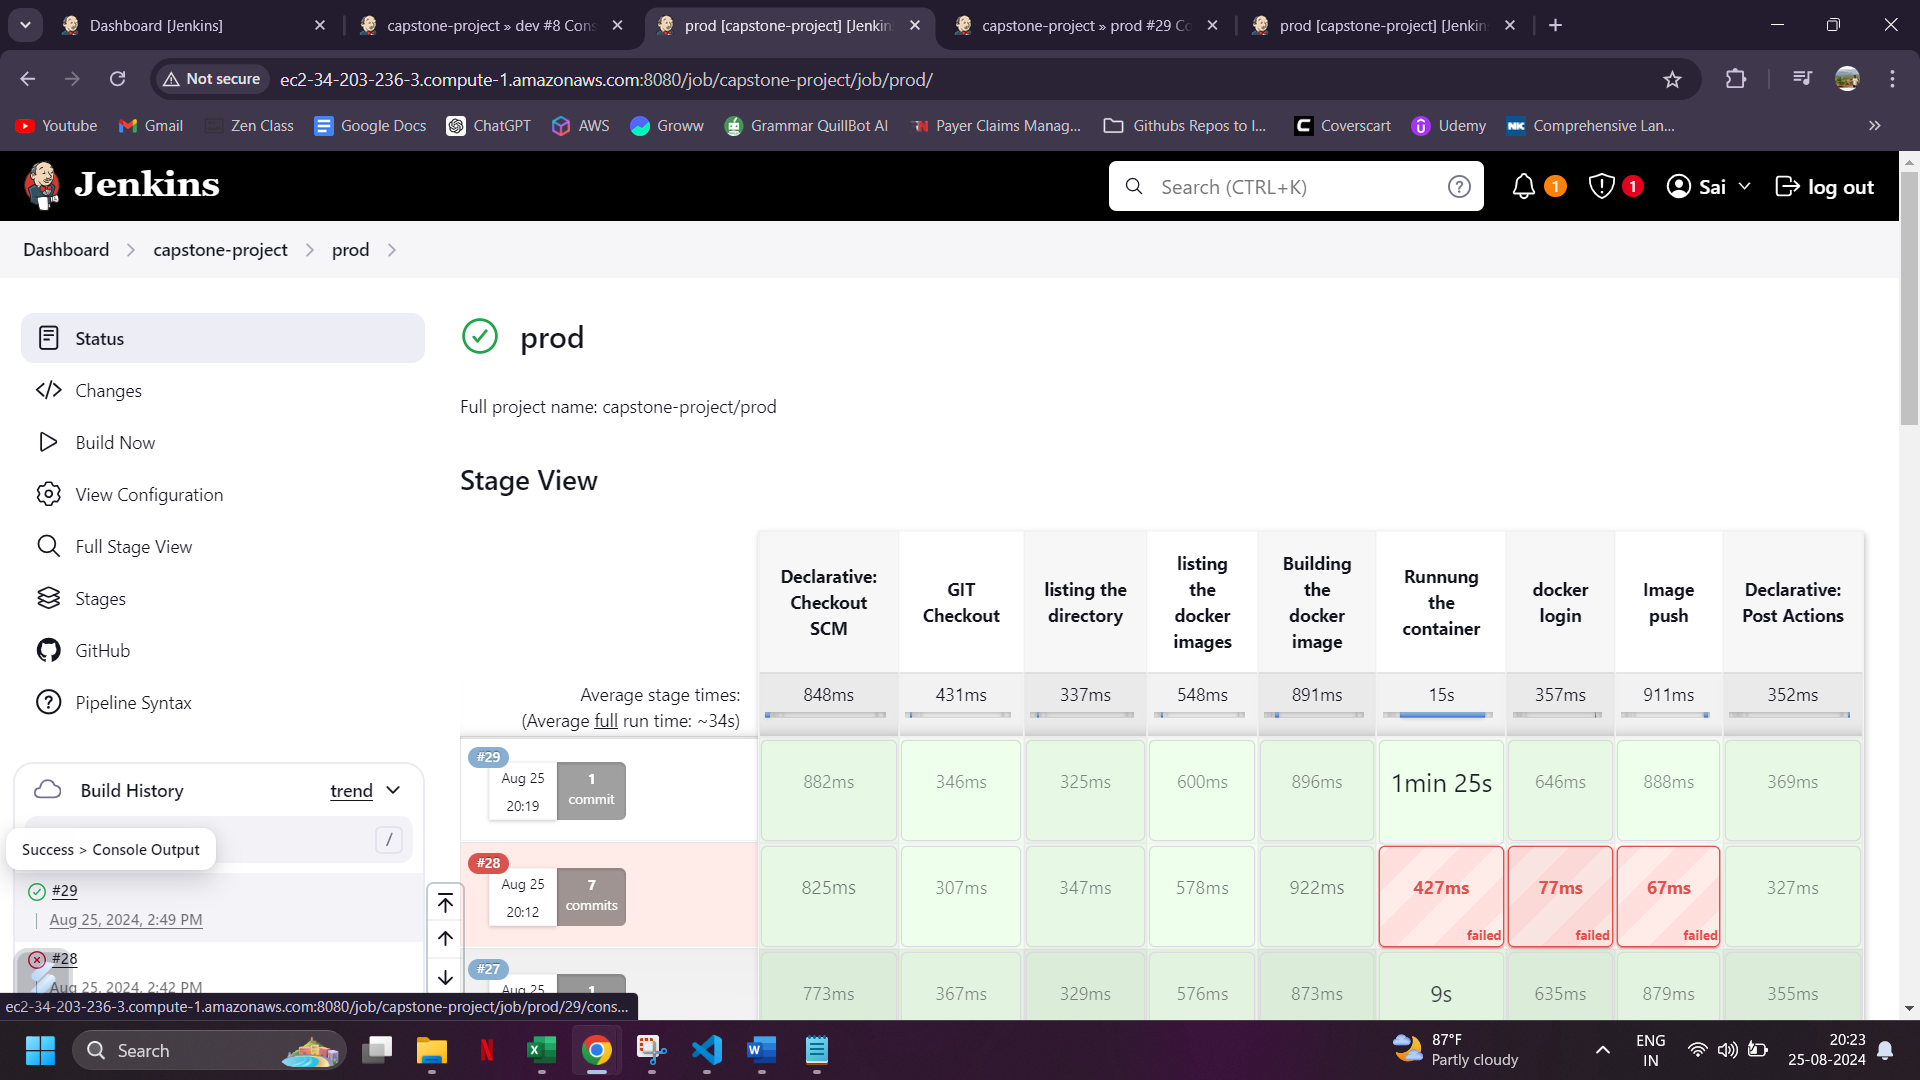 Dashboard [Jenkins]
capstone-project » dev #8 Cons
prod [capstone-project] [Jenkin
capstone-project » prod #29 Co
prod [capstone-project] [Jenkin
Not secure
ec2-34-203-236-3.compute-1.amazonaws.com:8080/job/capstone-project/job/prod/
Youtube
Gmail
Zen Class
Google Docs
ChatGPT
AWS
Groww
Grammar QuillBot AI
Payer Claims Manag...
Githubs Repos to l...
Coverscart
Udemy
Comprehensive Lan...
Jenkins
Search (CTRL+K)
1
1
Sai
log out
Dashboard
capstone-project
prod
Status
Changes
Build Now
View Configuration
Full Stage View
Stages
GitHub
Pipeline Syntax
prod
Full project name: capstone-project/prod
Stage View
Declarative:
Checkout
SCM
GIT
Checkout
listing the
directory
listing
the
docker
images
Building
the
docker
image
Runnung
the
container
docker
login
Image
push
Declarative:
Post Actions
Average stage times:
(Average full run time: ~34s)
848ms
431ms
337ms
548ms
891ms
15s
357ms
911ms
352ms
#29
Aug 25
20:19
1
commit
882ms
346ms
325ms
600ms
896ms
1min 25s
646ms
888ms
369ms
#28
Aug 25
20:12
7
commits
825ms
307ms
347ms
578ms
922ms
427ms
failed
77ms
failed
67ms
failed
327ms
#27
Aug 25
1
773ms
367ms
329ms
576ms
873ms
9s
635ms
879ms
355ms
Build History
trend
/
Success > Console Output
#29
Aug 25, 2024, 2:49 PM
#28
Aug 25, 2024, 2:42 PM
ec2-34-203-236-3.compute-1.amazonaws.com:8080/job/capstone-project/job/prod/29/cons...
Search
87°F
Partly cloudy
ENG
IN
20:23
25-08-2024